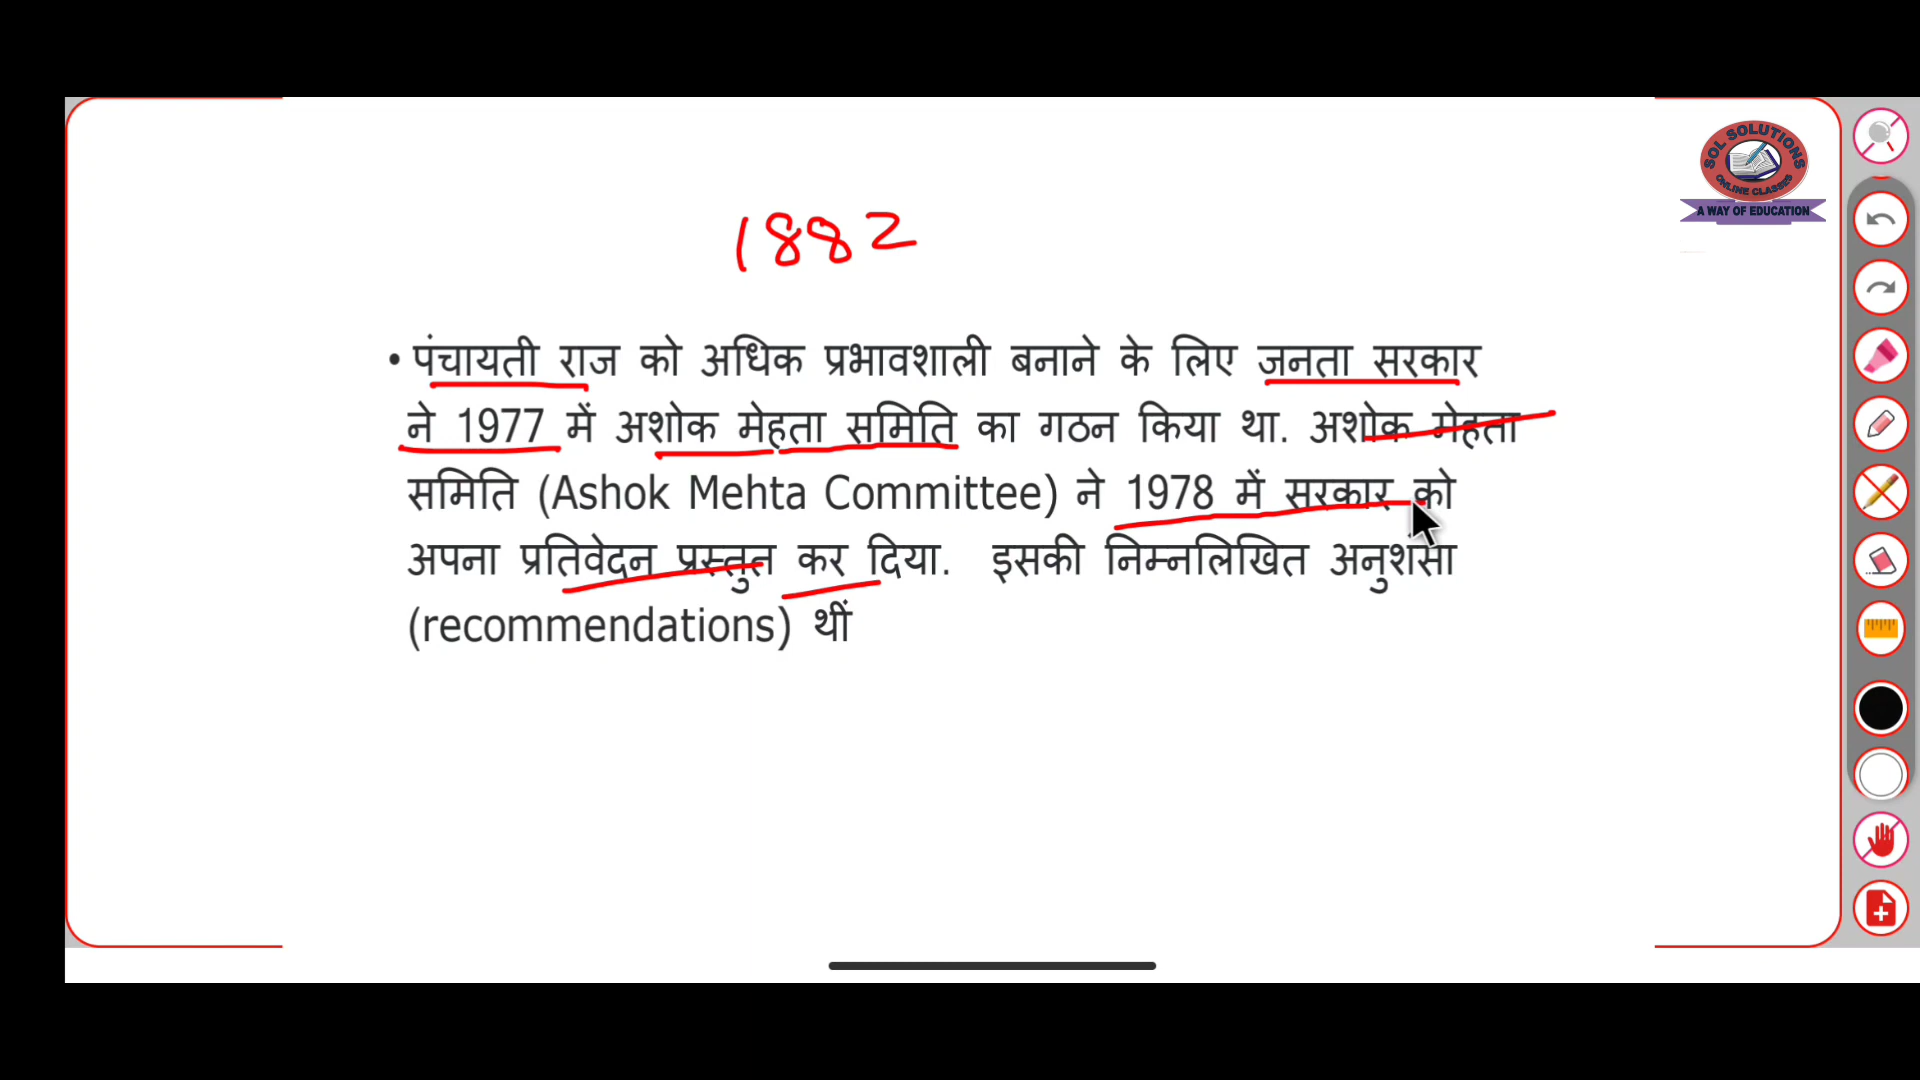 SOL SOLUTIONS
ONLINE CLASSES
A WAY OF EDUCATION
1882
• पंचायती राज को अधिक प्रभावशाली बनाने के लिए जनता सरकार
ने 1977 में अशोक मेहता समिति का गठन किया था. अशोक मेहता
समिति (Ashok Mehta Committee) ने 1978 में सरकार को
अपना प्रतिवेदन प्रस्तुत कर दिया. इसकी निम्नलिखित अनुशंसा
(recommendations) थीं